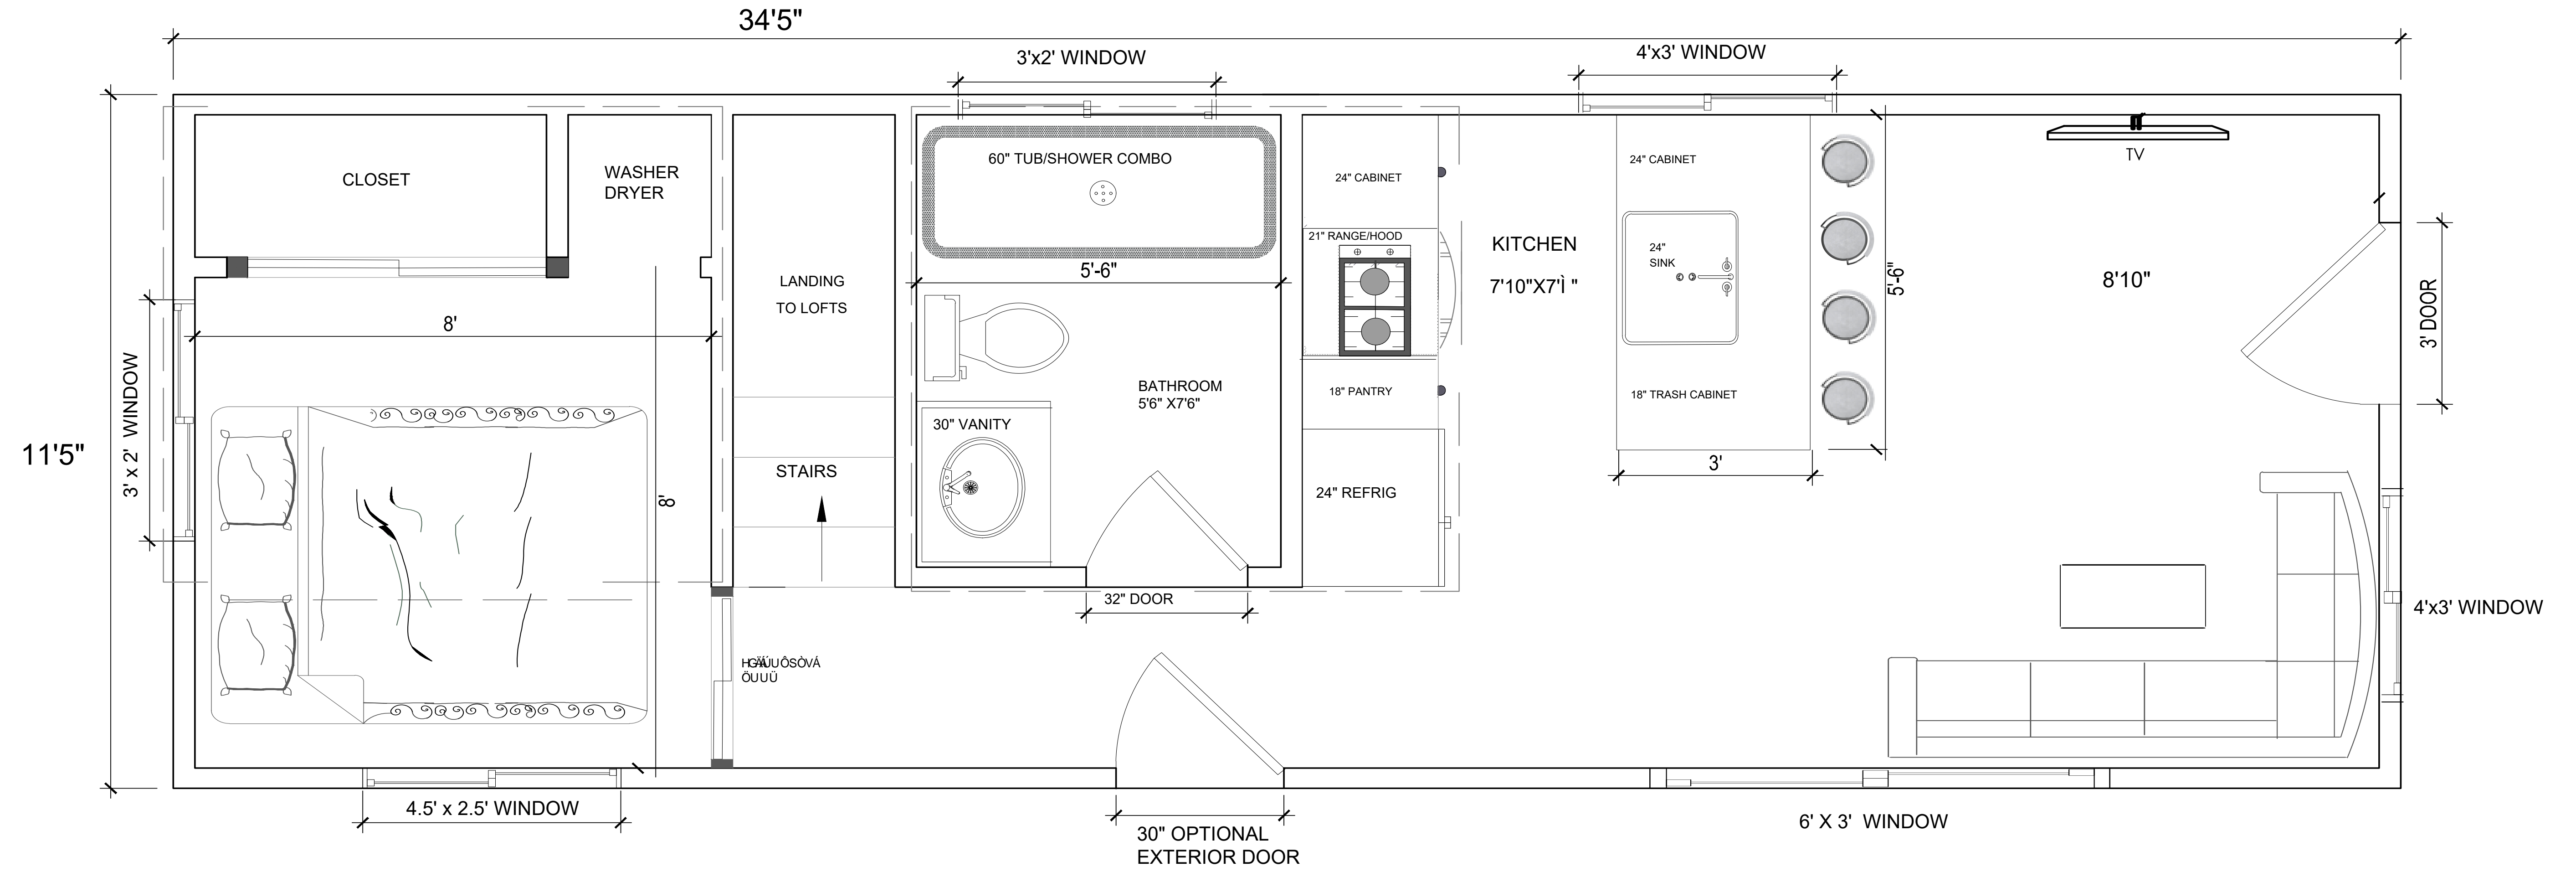 34'5"
3'x2' WINDOW
4'x3' WINDOW
CLOSET
WASHER
DRYER
60" TUB/SHOWER COMBO
24" CABINET
24" CABINET
TV
21" RANGE/HOOD
KITCHEN
7'10"X7'Ì "
24"
SINK
5'-6"
5'-6"
8'10"
LANDING
TO LOFTS
8'
3' DOOR
3' x 2' WINDOW
BATHROOM
5'6" X7'6"
18" PANTRY
18" TRASH CABINET
30" VANITY
11'5"
STAIRS
3'
8'
24" REFRIG
32" DOOR
4'x3' WINDOW
ÖUUÜ
4.5' x 2.5' WINDOW
6' X 3' WINDOW
30" OPTIONAL
EXTERIOR DOOR